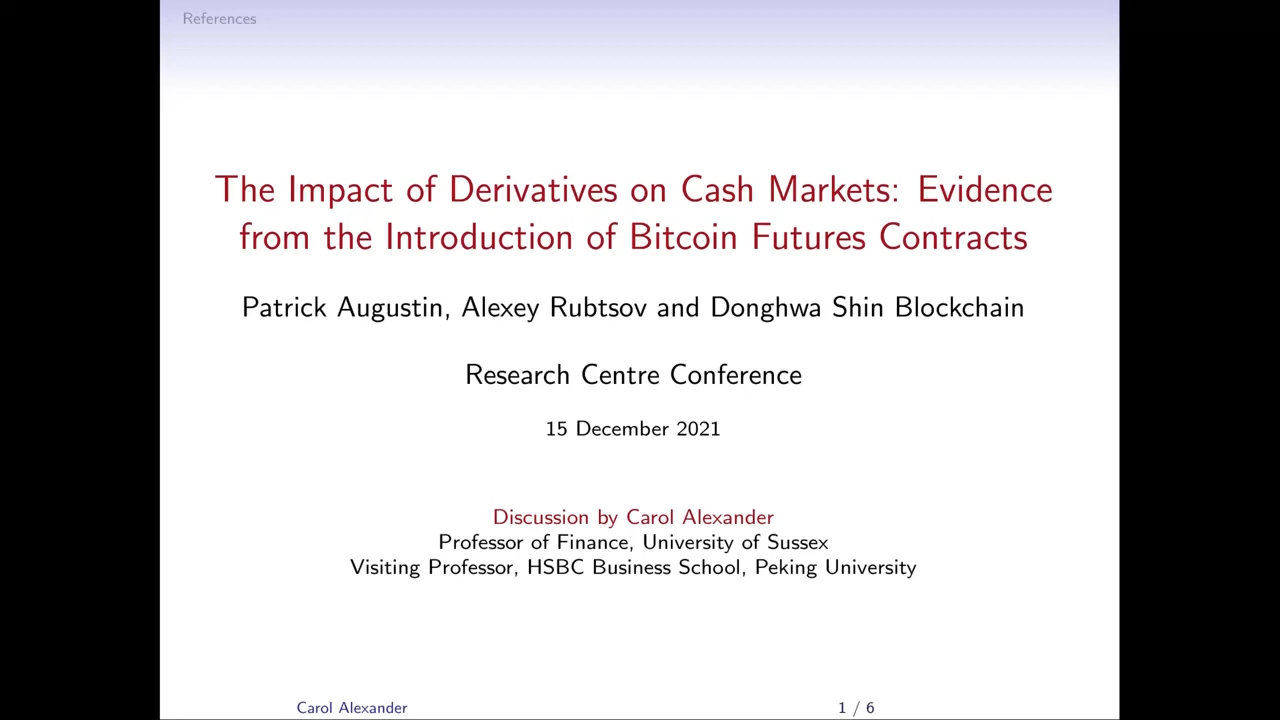 References
The Impact of Derivatives on Cash Markets: Evidence
from the Introduction of Bitcoin Futures Contracts
Patrick Augustin, Alexey Rubtsov and Donghwa Shin Blockchain
Research Centre Conference
15 December 2021
Discussion by Carol Alexander
Professor of Finance, University of Sussex
Visiting Professor, HSBC Business School, Peking University
Carol Alexander
1 / 6